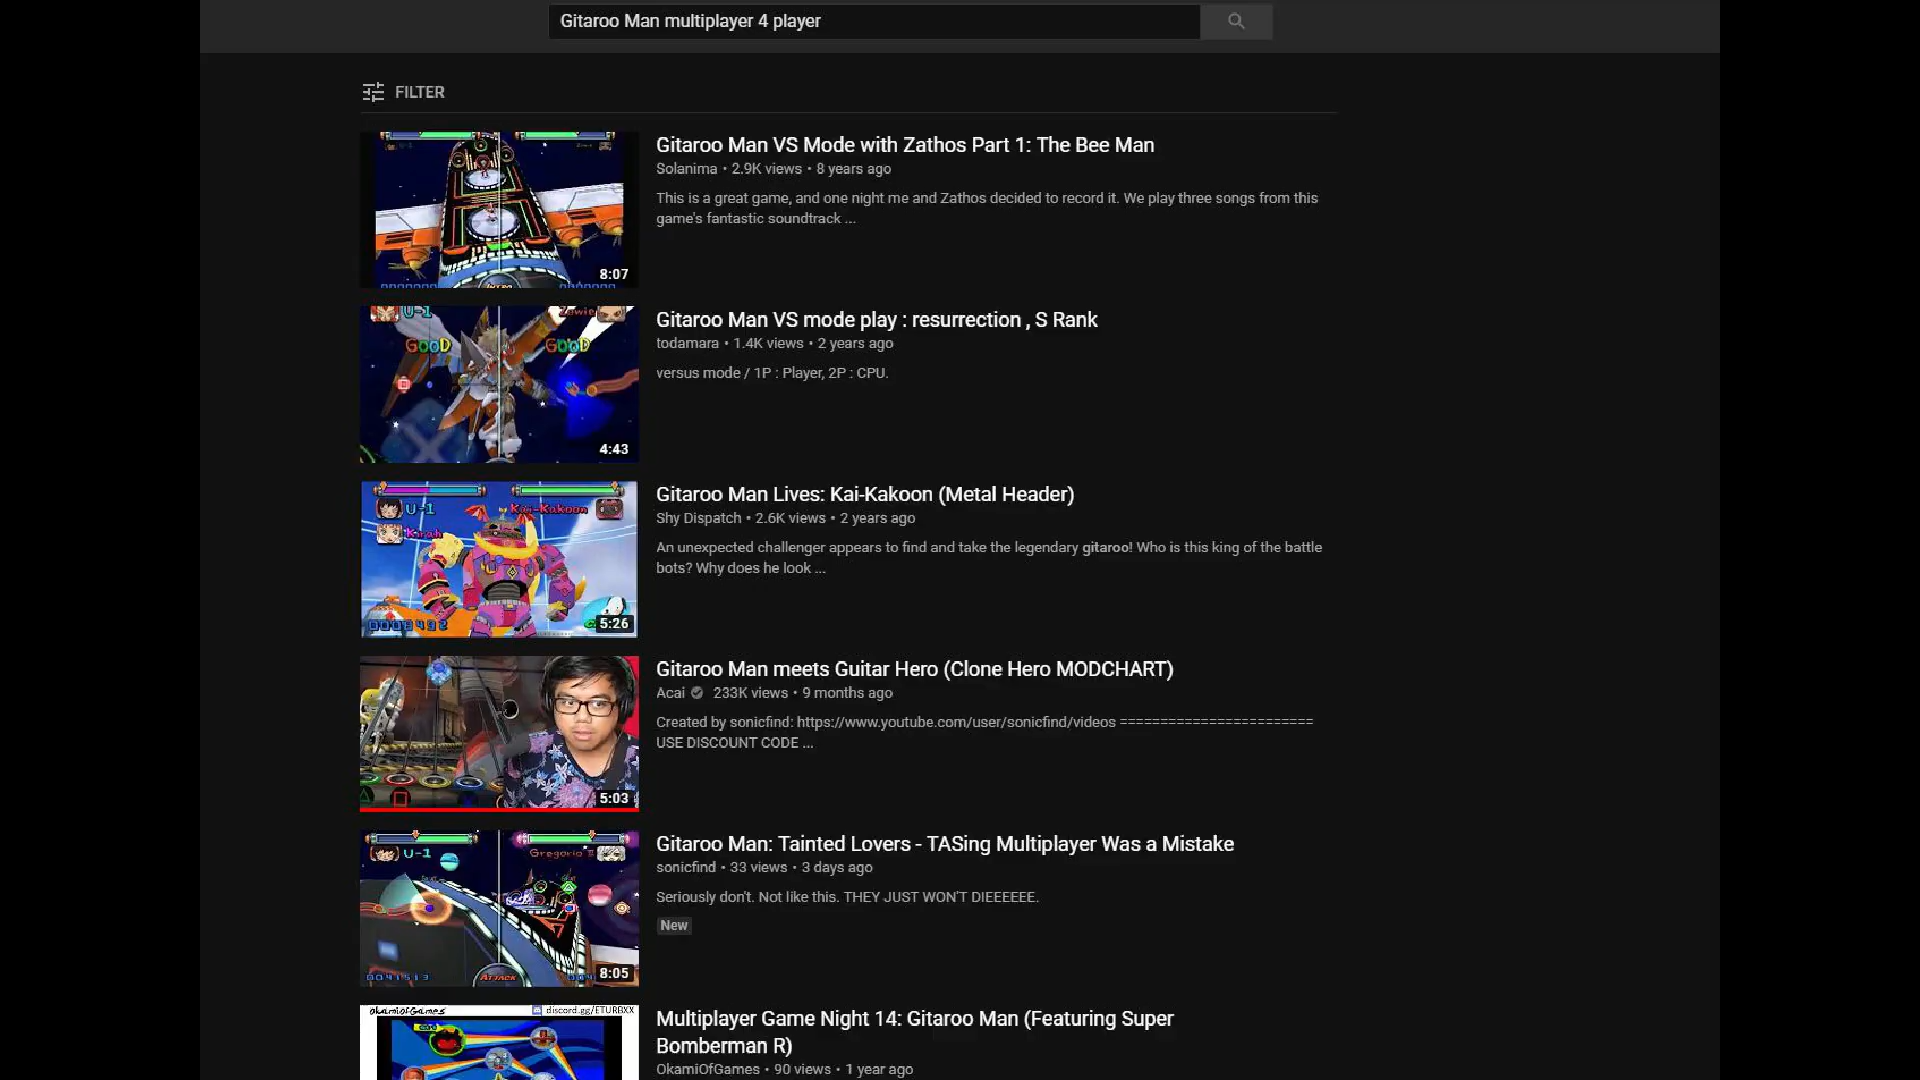 Gitaroo Man multiplayer 4 player
FILTER
Gitaroo Man VS Mode with Zathos Part 1: The Bee Man
Solanima • 2.9K views • 8 years ago
This is a great game, and one night me and Zathos decided to record it. We play three songs from this
game's fantastic soundtrack ...
8:07
U-1
Zowie
GOOD
GOOD
Gitaroo Man VS mode play : resurrection , S Rank
todamara • 1.4K views • 2 years ago
versus mode / 1P : Player, 2P : CPU.
4:43
U-1
Kai-Kakoon
Kirah
Gitaroo Man Lives: Kai-Kakoon (Metal Header)
Shy Dispatch • 2.6K views • 2 years ago
An unexpected challenger appears to find and take the legendary gitaroo! Who is this king of the battle
bots? Why does he look ...
5:26
Gitaroo Man meets Guitar Hero (Clone Hero MODCHART)
Acai 233K views • 9 months ago
Created by sonicfind: https://www.youtube.com/user/sonicfind/videos ========================
USE DISCOUNT CODE ...
5:03
U-1
Gregorio
Gitaroo Man: Tainted Lovers - TASing Multiplayer Was a Mistake
sonicfind • 33 views • 3 days ago
Seriously don't. Not like this. THEY JUST WON'T DIEEEEEE.
New
ATTACK
8:05
OkamiOfGames
discord.gg/ETURBXX
Multiplayer Game Night 14: Gitaroo Man (Featuring Super
Bomberman R)
OkamiOfGames • 90 views • 1 year ago